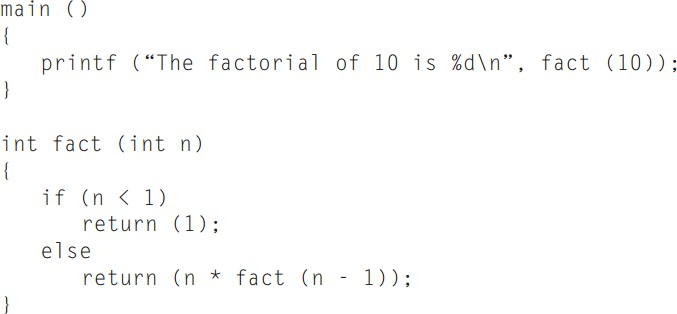 main ()
{
printf (“The factorial of 10 is %d\n”, fact (10));
}
int fact (int n)
{
if (n < 1)
return (1);
else
return (n * fact (n - 1));
}